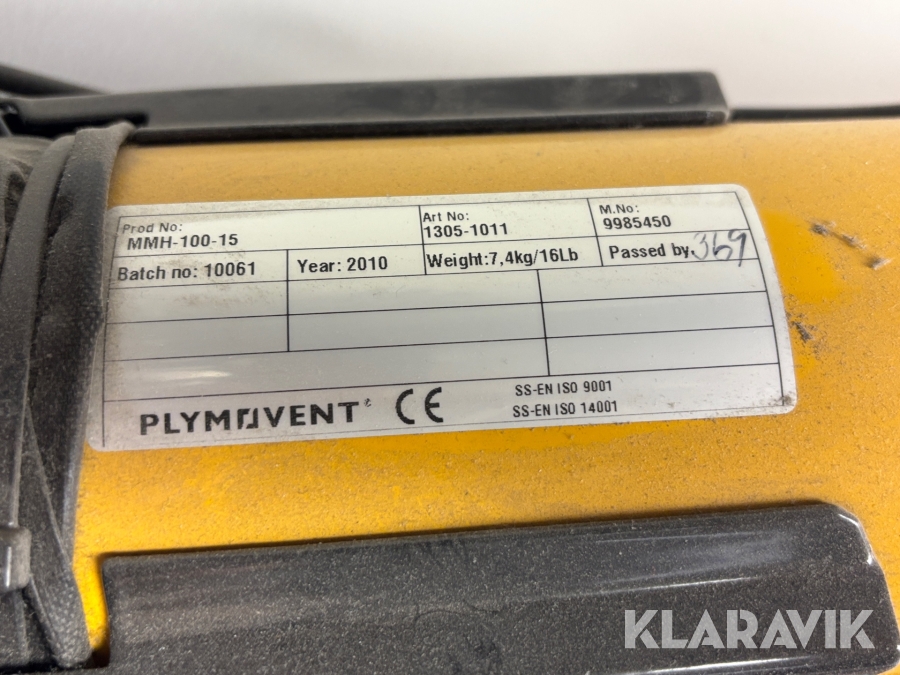 Prod No:
MMH-100-15
Art No:
1305-1011
M.No:
9985450
Batch no: 10061
Year: 2010
Weight:7,4kg/16Lb
Passed by: 369
PLYMOVENT
CE
SS-EN ISO 9001
SS-EN ISO 14001
KLARAVIK